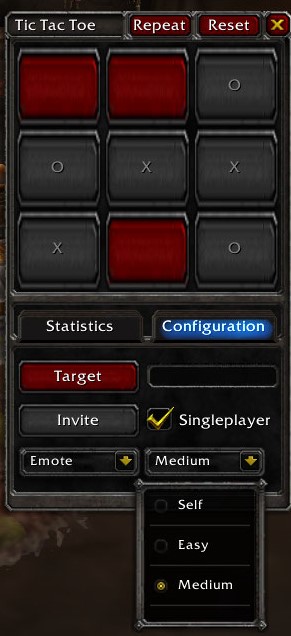 Tic Tac Toe Repeat Reset X
O
O X X
X O
Statistics Configuration
Target
Invite Singleplayer
Emote Medium
Self
Easy
Medium